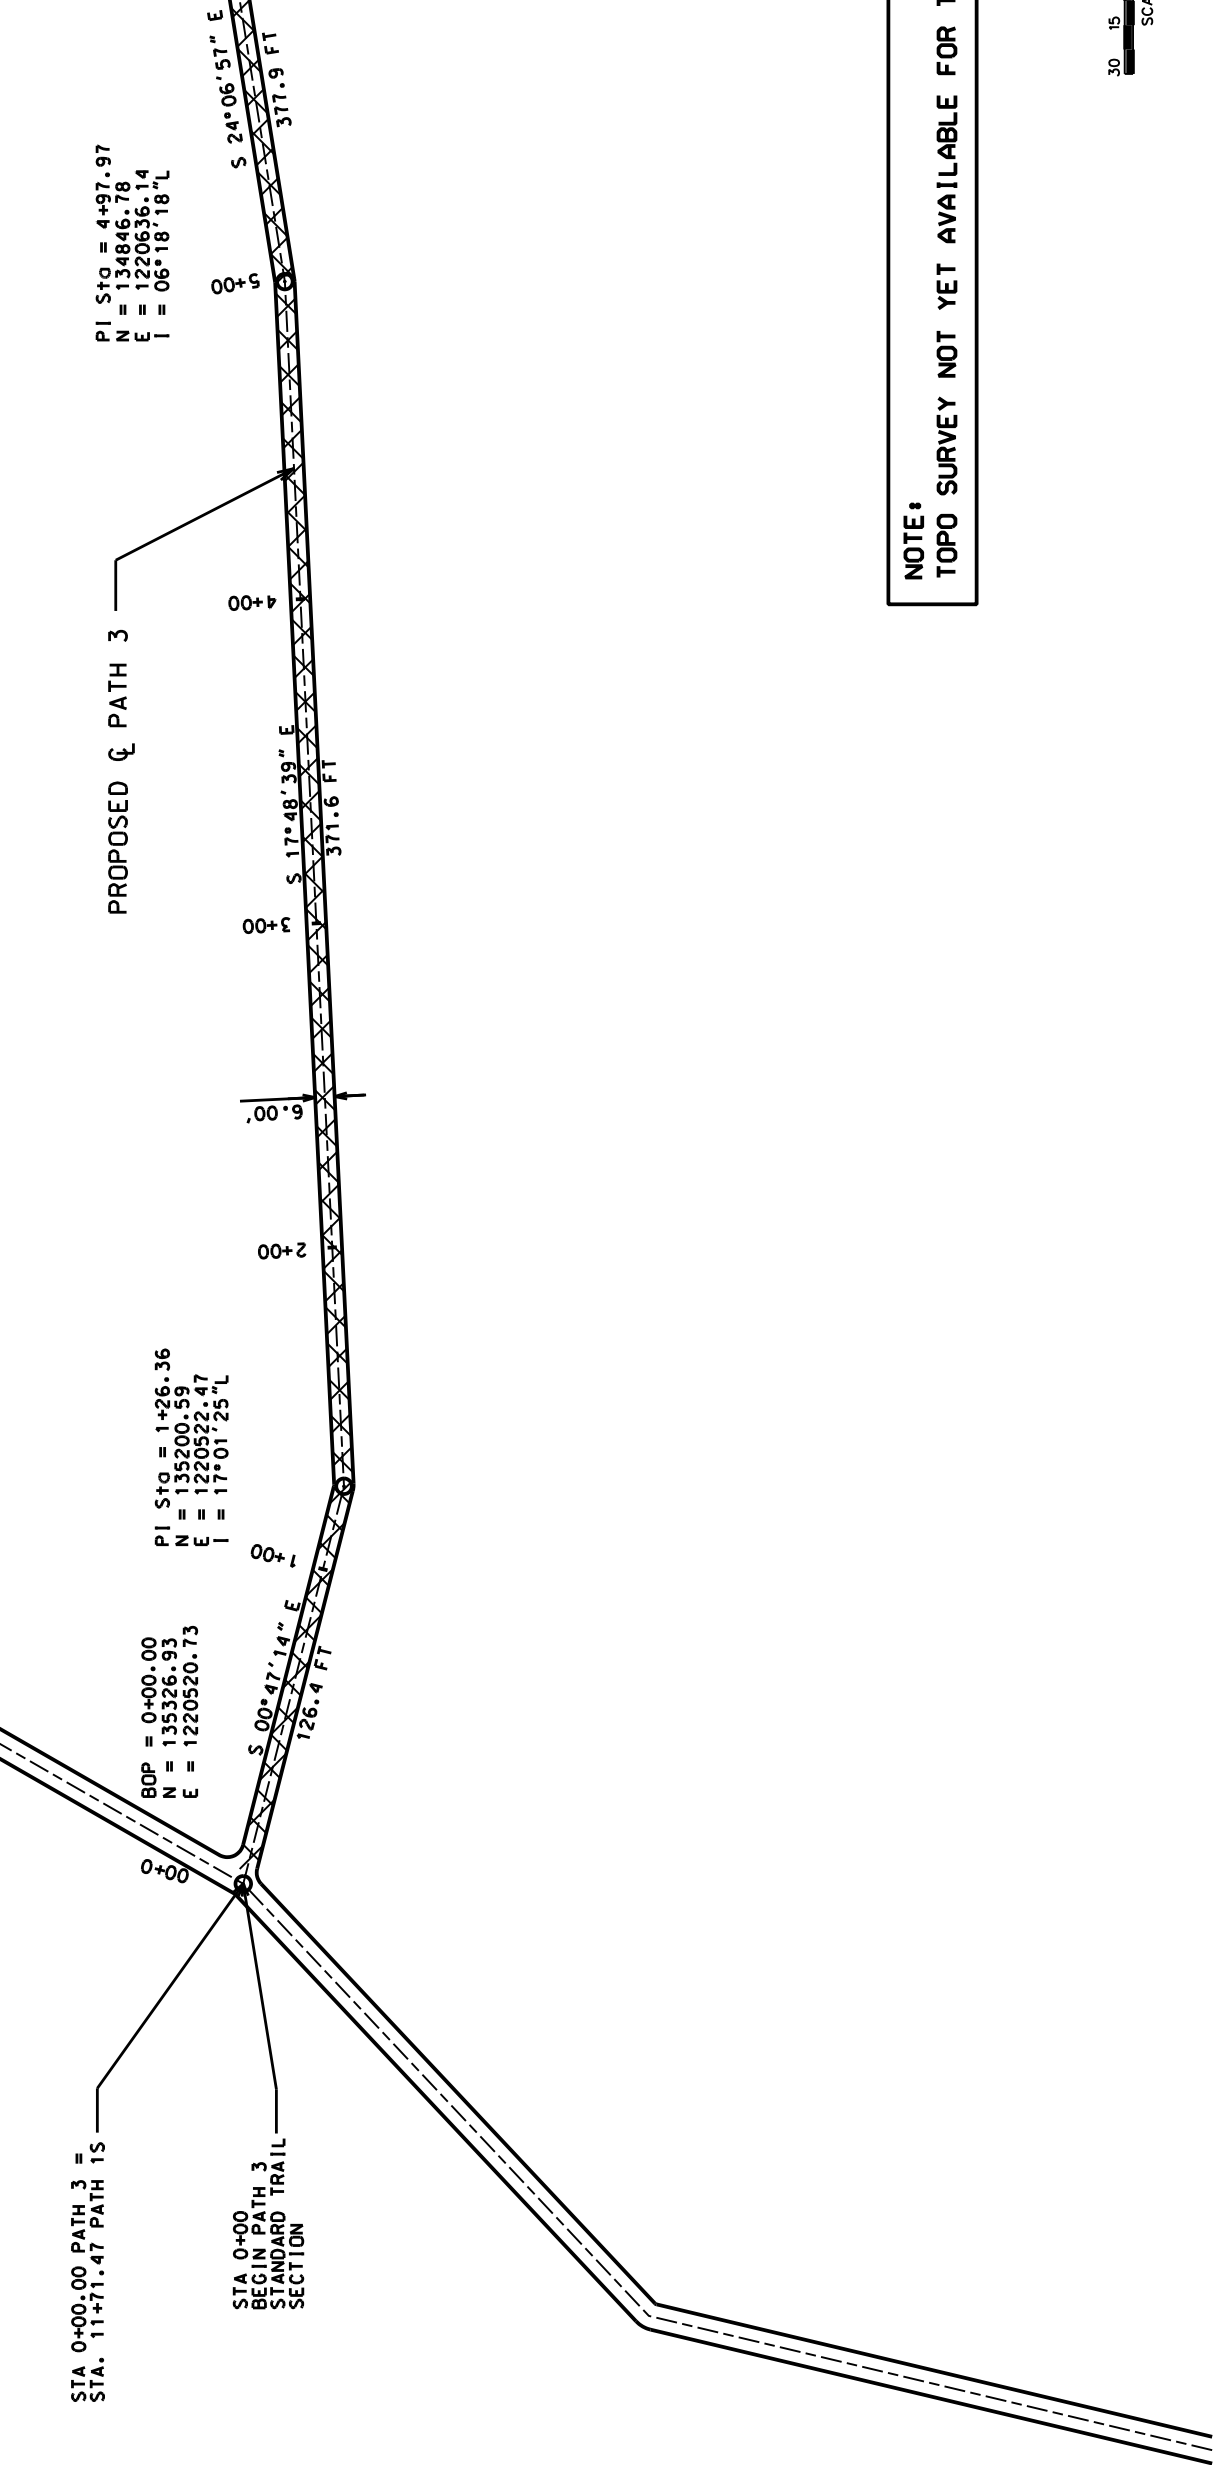 STA 0+00.00 PATH 3 =
STA. 11+71.47 PATH 1S
STA 0+00
BEGIN PATH 3
STANDARD TRAIL
SECTION
0+00
BOP = 0+00.00
N = 135326.93
E = 1220520.73
S 00°47'14" E
126.4 FT
1+00
PI Sta = 1+26.36
N = 135200.59
E = 1220522.47
I = 17°01'25"L
2+00
6.00'
3+00
PROPOSED ℄ PATH 3
S 17°48'39" E
371.6 FT
4+00
5+00
PI Sta = 4+97.97
N = 134846.78
E = 1220636.14
I = 06°18'18"L
S 24°06'57" E
377.9 FT
NOTE:
TOPO SURVEY NOT YET AVAILABLE FOR
30 15